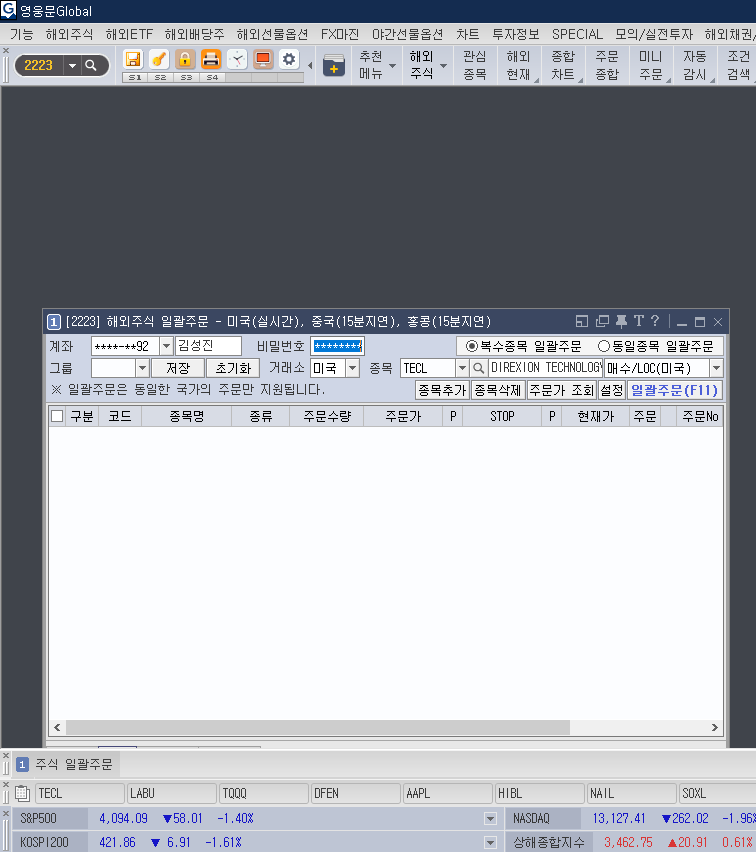 영웅문Global
기능 해외주식 해외ETF 해외배당주 해외선물옵션 FX마진 야간선물옵션 차트 투자정보 SPECIAL 모의/실전투자 해외채권/
2223 S1 S2 S3 S4 추천 메뉴 해외 주식 관심 종목 해외 현재 종합 차트 주문 종합 미니 주문 자동 감시 조건 검색
1 [2223] 해외주식 일괄주문 - 미국(실시간), 중국(15분지연), 홍콩(15분지연)
계좌 ****-**92 김성진 비밀번호 ******** 복수종목 일괄주문 동일종목 일괄주문
그룹 저장 초기화 거래소 미국 종목 TECL DIREXION TECHNOLOGY 매수/LOC(미국)
※ 일괄주문은 동일한 국가의 주문만 지원됩니다. 종목추가 종목삭제 주문가 조회 설정 일괄주문(F11)
구분 코드 종목명 종류 주문수량 주문가 P STOP P 현재가 주문 주문No
1 주식 일괄주문
TECL LABU TQQQ DFEN AAPL HIBL NAIL SOXL
S&P500 4,094.09 ▼58.01 -1.40% NASDAQ 13,127.41 ▼262.02 -1.96%
KOSPI200 421.86 ▼ 6.91 -1.61% 상해종합지수 3,462.75 ▲20.91 0.61%